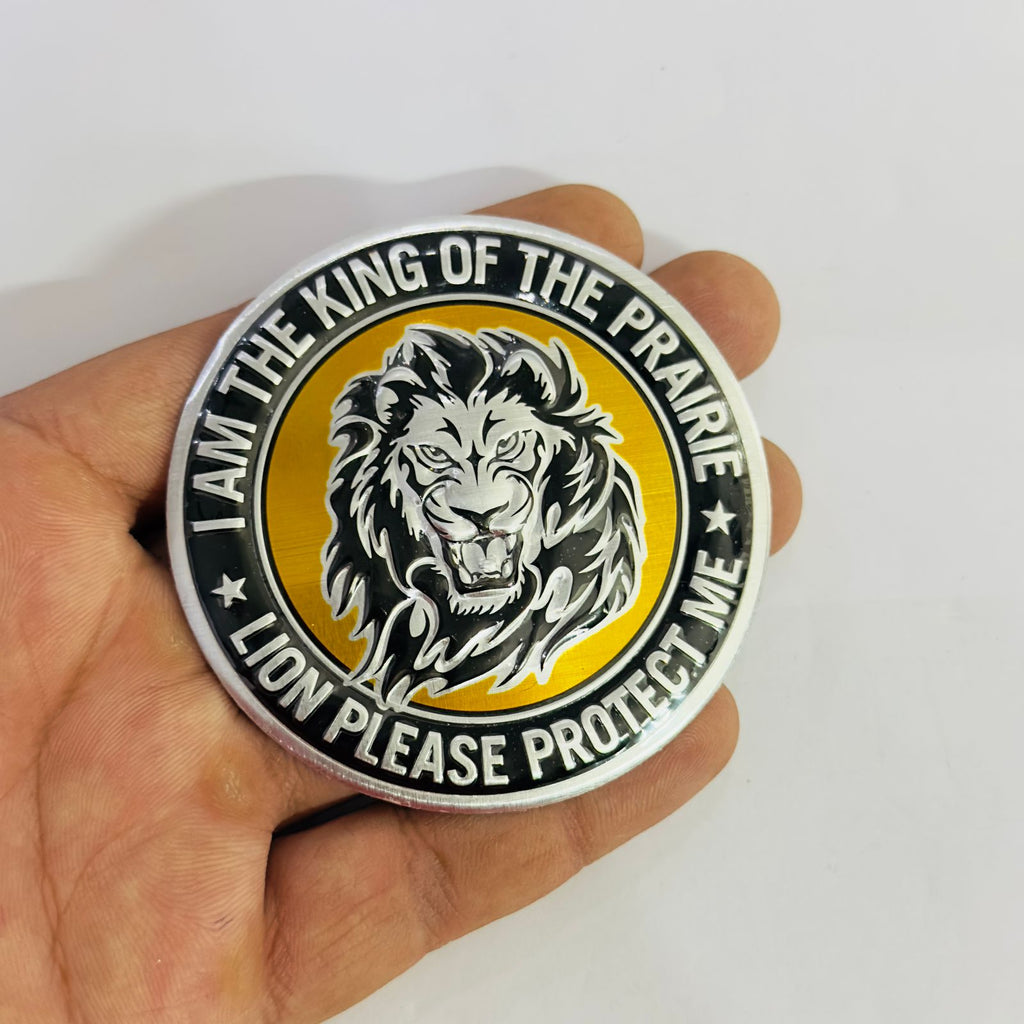 I AM THE KING OF THE PRAIRIE
LION PLEASE PROTECT ME